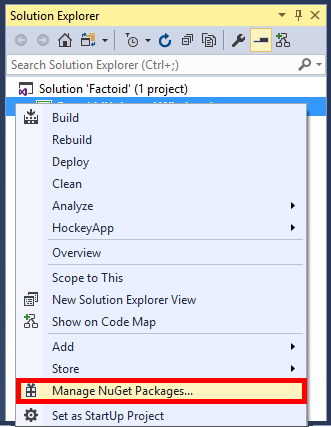 Solution Explorer
Search Solution Explorer (Ctrl+;)
Solution 'Factoid' (1 project)
Build
Rebuild
Deploy
Clean
Analyze
HockeyApp
Overview
Scope to This
New Solution Explorer View
Show on Code Map
Add
Store
Manage NuGet Packages...
Set as StartUp Project